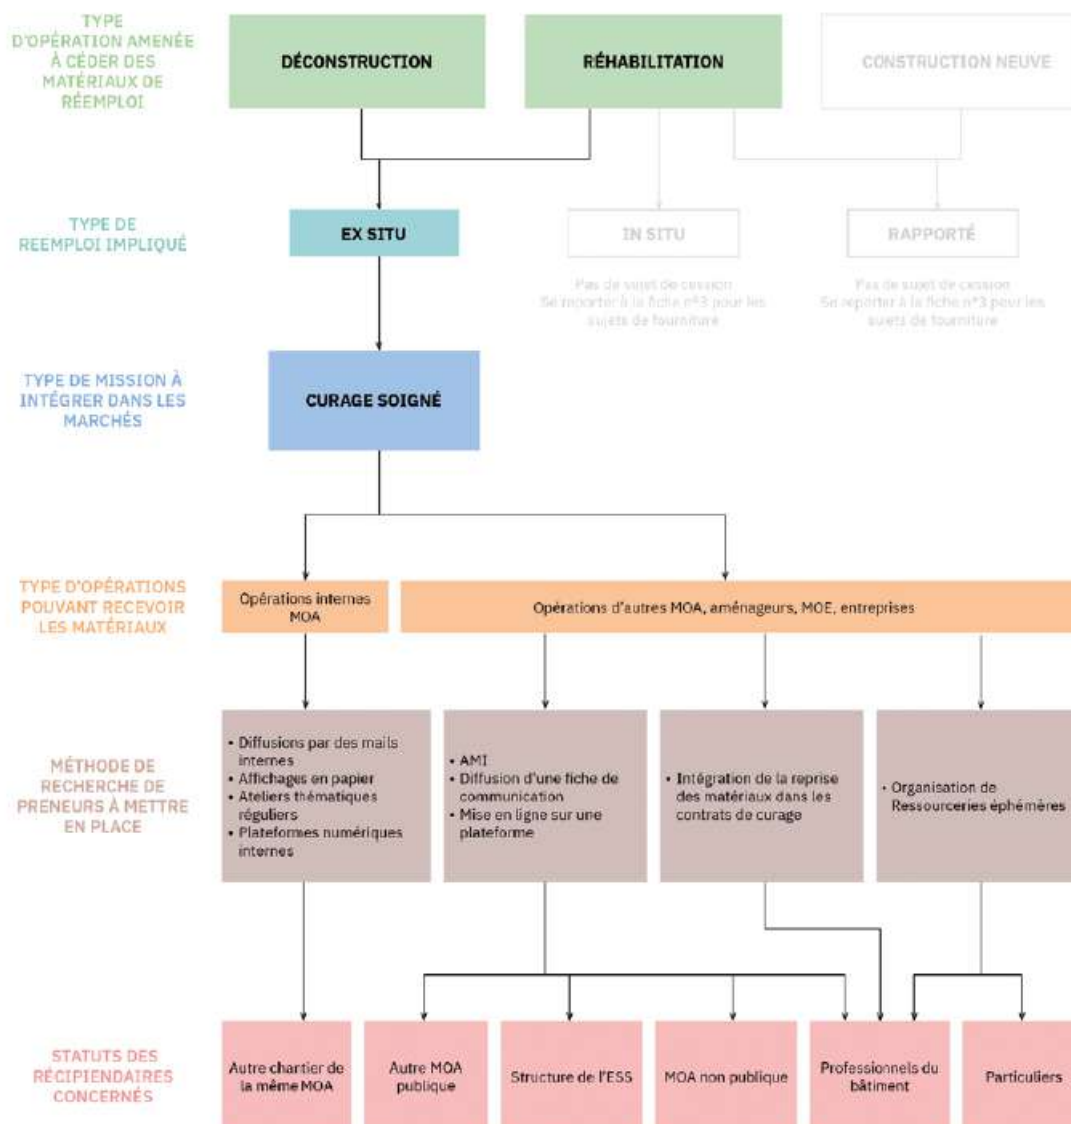 TYPE
D'OPÉRATION AMENÉE
À CÉDER DES
MATÉRIAUX DE
RÉEMPLOI
DÉCONSTRUCTION
RÉHABILITATION
CONSTRUCTION NEUVE
TYPE DE
REEMPLOI IMPLIQUÉ
EX SITU
IN SITU
RAPPORTÉ
Pas de sujet de cession
Se reporter à la fiche n°3 pour les
sujets de fourniture
Pas de sujet de cession
Se reporter à la fiche n°3 pour les
sujets de fourniture
TYPE DE MISSION À
INTÉGRER DANS LES
MARCHÉS
CURAGE SOIGNÉ
TYPE D'OPÉRATIONS
POUVANT RECEVOIR
LES MATÉRIAUX
Opérations internes
MOA
Opérations d'autres MOA, aménageurs, MOE, entreprises
MÉTHODE DE
RECHERCHE DE
PRENEURS À METTRE
EN PLACE
• Diffusions par des mails
internes
• Affichages en papier
• Ateliers thématiques
réguliers
• Plateformes numériques
internes
• AMI
• Diffusion d'une fiche de
communication
• Mise en ligne sur une
plateforme
• Intégration de la reprise
des matériaux dans les
contrats de curage
• Organisation de
Ressourceries éphémères
STATUTS DES
RÉCIPIENDAIRES
CONCERNÉS
Autre chartier de
la même MOA
Autre MOA
publique
Structure de l'ESS
MOA non publique
Professionnels du
bâtiment
Particuliers